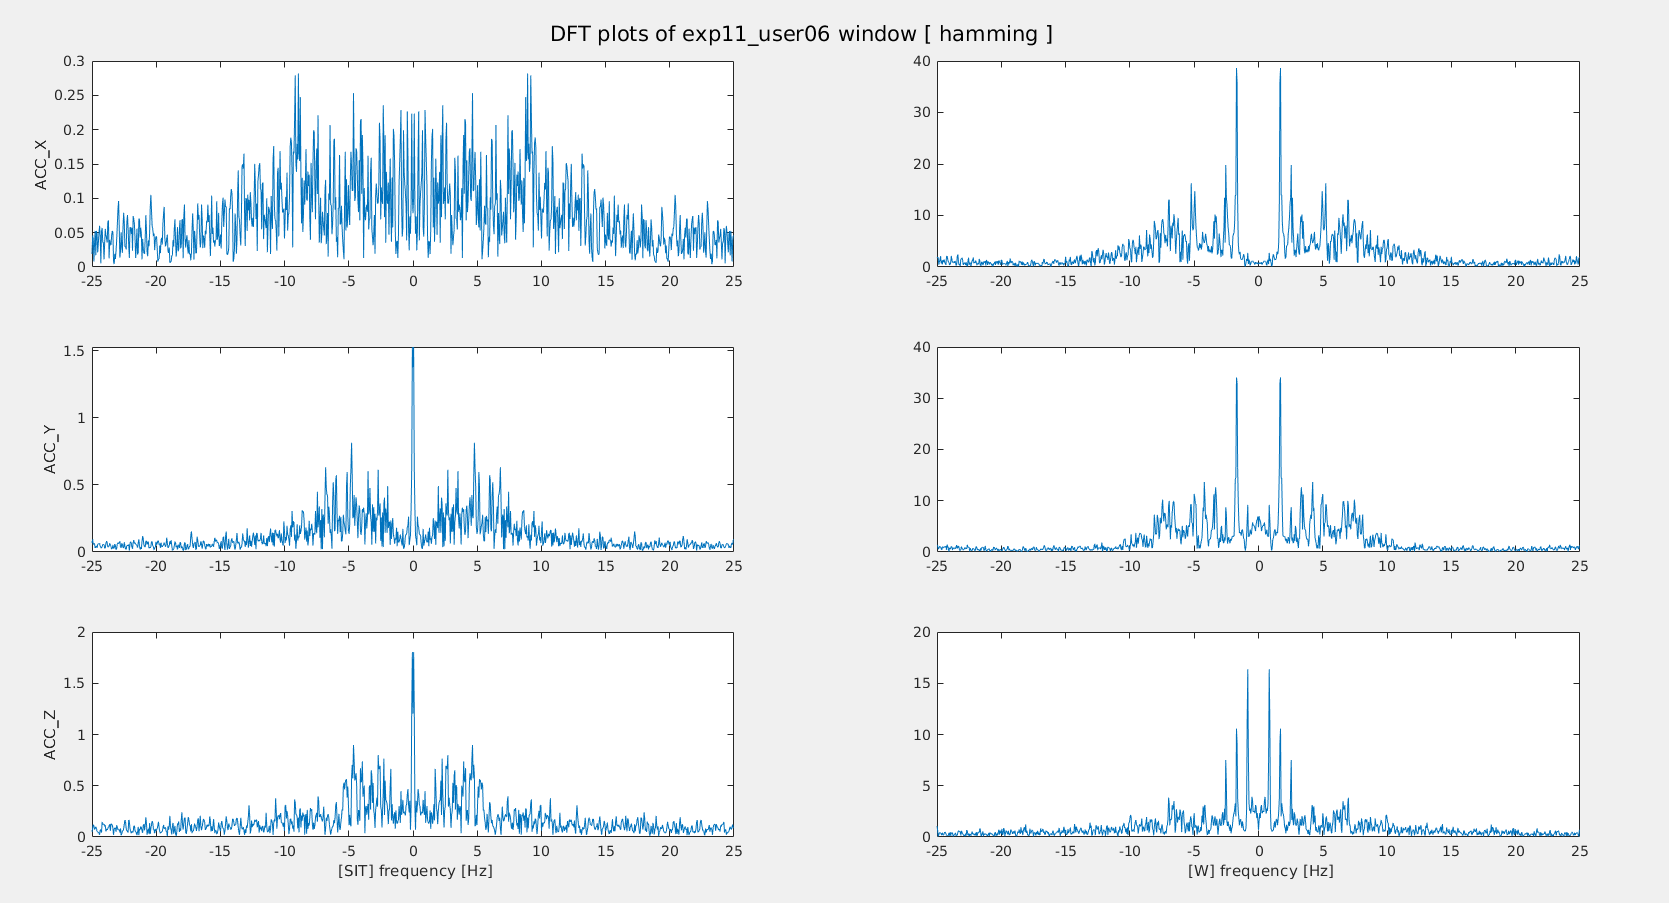 DFT plots of exp11_user06 window [ hamming ]
0.3
0.25
0.2
0.15
0.1
0.05
0
ACC_X
-25 -20 -15 -10 -5 0 5 10 15 20 25
40
30
20
10
0
-25 -20 -15 -10 -5 0 5 10 15 20 25
1.5
1
0.5
0
ACC_Y
-25 -20 -15 -10 -5 0 5 10 15 20 25
40
30
20
10
0
-25 -20 -15 -10 -5 0 5 10 15 20 25
2
1.5
1
0.5
0
ACC_Z
-25 -20 -15 -10 -5 0 5 10 15 20 25
[SIT] frequency [Hz]
20
15
10
5
0
-25 -20 -15 -10 -5 0 5 10 15 20 25
[W] frequency [Hz]